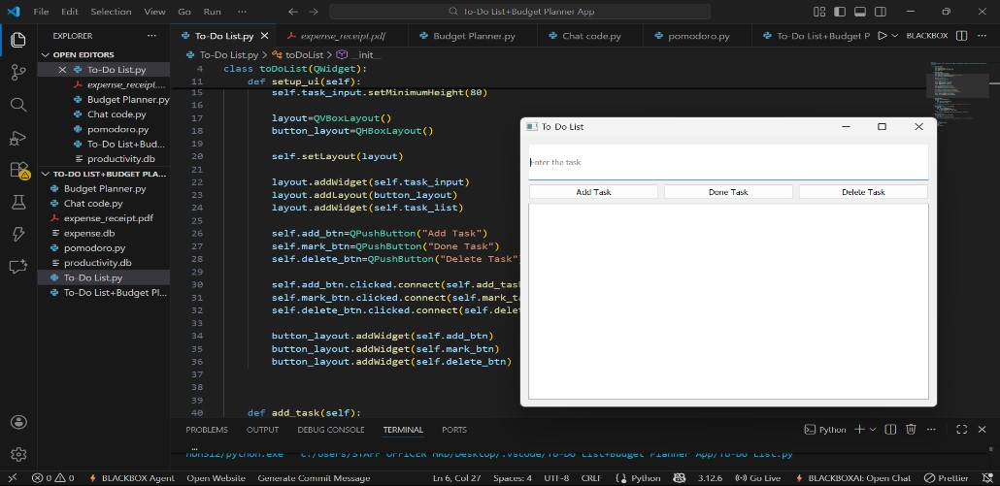 File Edit Selection View Go Run ··· To-Do List+Budget Planner App
EXPLORER ···
OPEN EDITORS
To-Do List.py
expense_receipt....
Budget Planner.py
Chat code.py
pomodoro.py
To-Do List+Bud...
productivity.db
TO-DO LIST+BUDGET PLA...
Budget Planner.py
Chat code.py
expense_receipt.pdf
expense.db
pomodoro.py
productivity.db
To-Do List.py
To-Do List+Budget Pl...
To-Do List.py expense_receipt.pdf Budget Planner.py Chat code.py pomodoro.py To-Do List+Budget P BLACKBOX ···
To-Do List.py > toDoList > __init__
4 class toDoList(QWidget):
11 def setup_ui(self):
15 self.task_input.setMinimumHeight(80)
16
17 layout=QVBoxLayout()
18 button_layout=QHBoxLayout()
19
20 self.setLayout(layout)
21
22 layout.addWidget(self.task_input)
23 layout.addLayout(button_layout)
24 layout.addWidget(self.task_list)
25
26 self.add_btn=QPushButton("Add Task")
27 self.mark_btn=QPushButton("Done Task")
28 self.delete_btn=QPushButton("Delete Task"
29
30 self.add_btn.clicked.connect(self.add_tas
31 self.mark_btn.clicked.connect(self.mark_t
32 self.delete_btn.clicked.connect(self.dele
33
34 button_layout.addWidget(self.add_btn)
35 button_layout.addWidget(self.mark_btn)
36 button_layout.addWidget(self.delete_btn)
37
38
39
40 def add_task(self):
To-Do List
Enter the task
Add Task Done Task Delete Task
PROBLEMS OUTPUT DEBUG CONSOLE TERMINAL PORTS Python ···
hon312/python.exe" "c:/Users/STAFF OFFICER HRD/Desktop/.vscode/To-Do List+Budget Planner App/To-Do List.py"
0 0 BLACKBOX Agent Open Website Generate Commit Message Ln 6, Col 27 Spaces: 4 UTF-8 CRLF Python 3.12.6 Go Live BLACKBOXAI: Open Chat Prettier